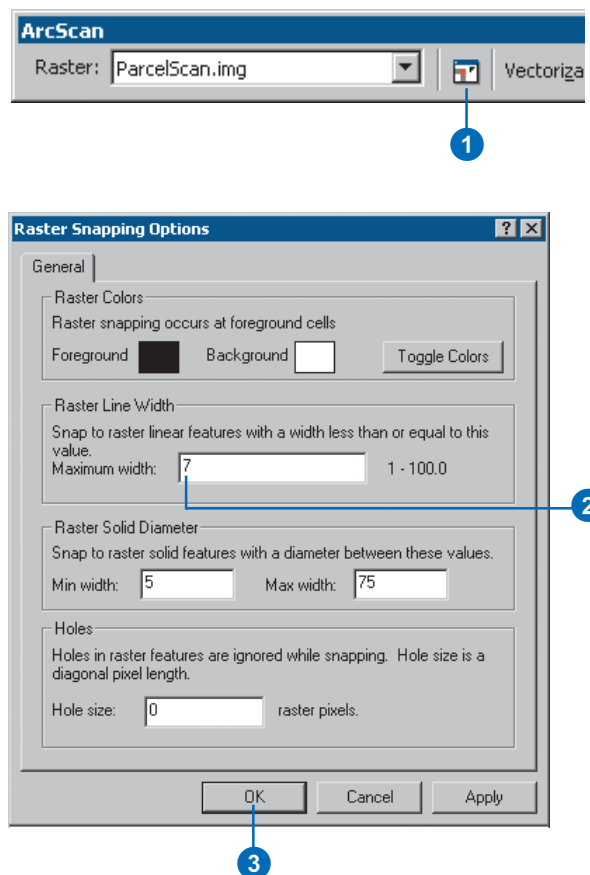 ArcScan
Raster: ParcelScan.img Vectoriza
1
Raster Snapping Options
General
Raster Colors
Raster snapping occurs at foreground cells
Foreground Background Toggle Colors
Raster Line Width
Snap to raster linear features with a width less than or equal to this
value.
Maximum width: 7 1 - 100.0
2
Raster Solid Diameter
Snap to raster solid features with a diameter between these values.
Min width: 5 Max width: 75
Holes
Holes in raster features are ignored while snapping. Hole size is a
diagonal pixel length.
Hole size: 0 raster pixels.
OK Cancel Apply
3